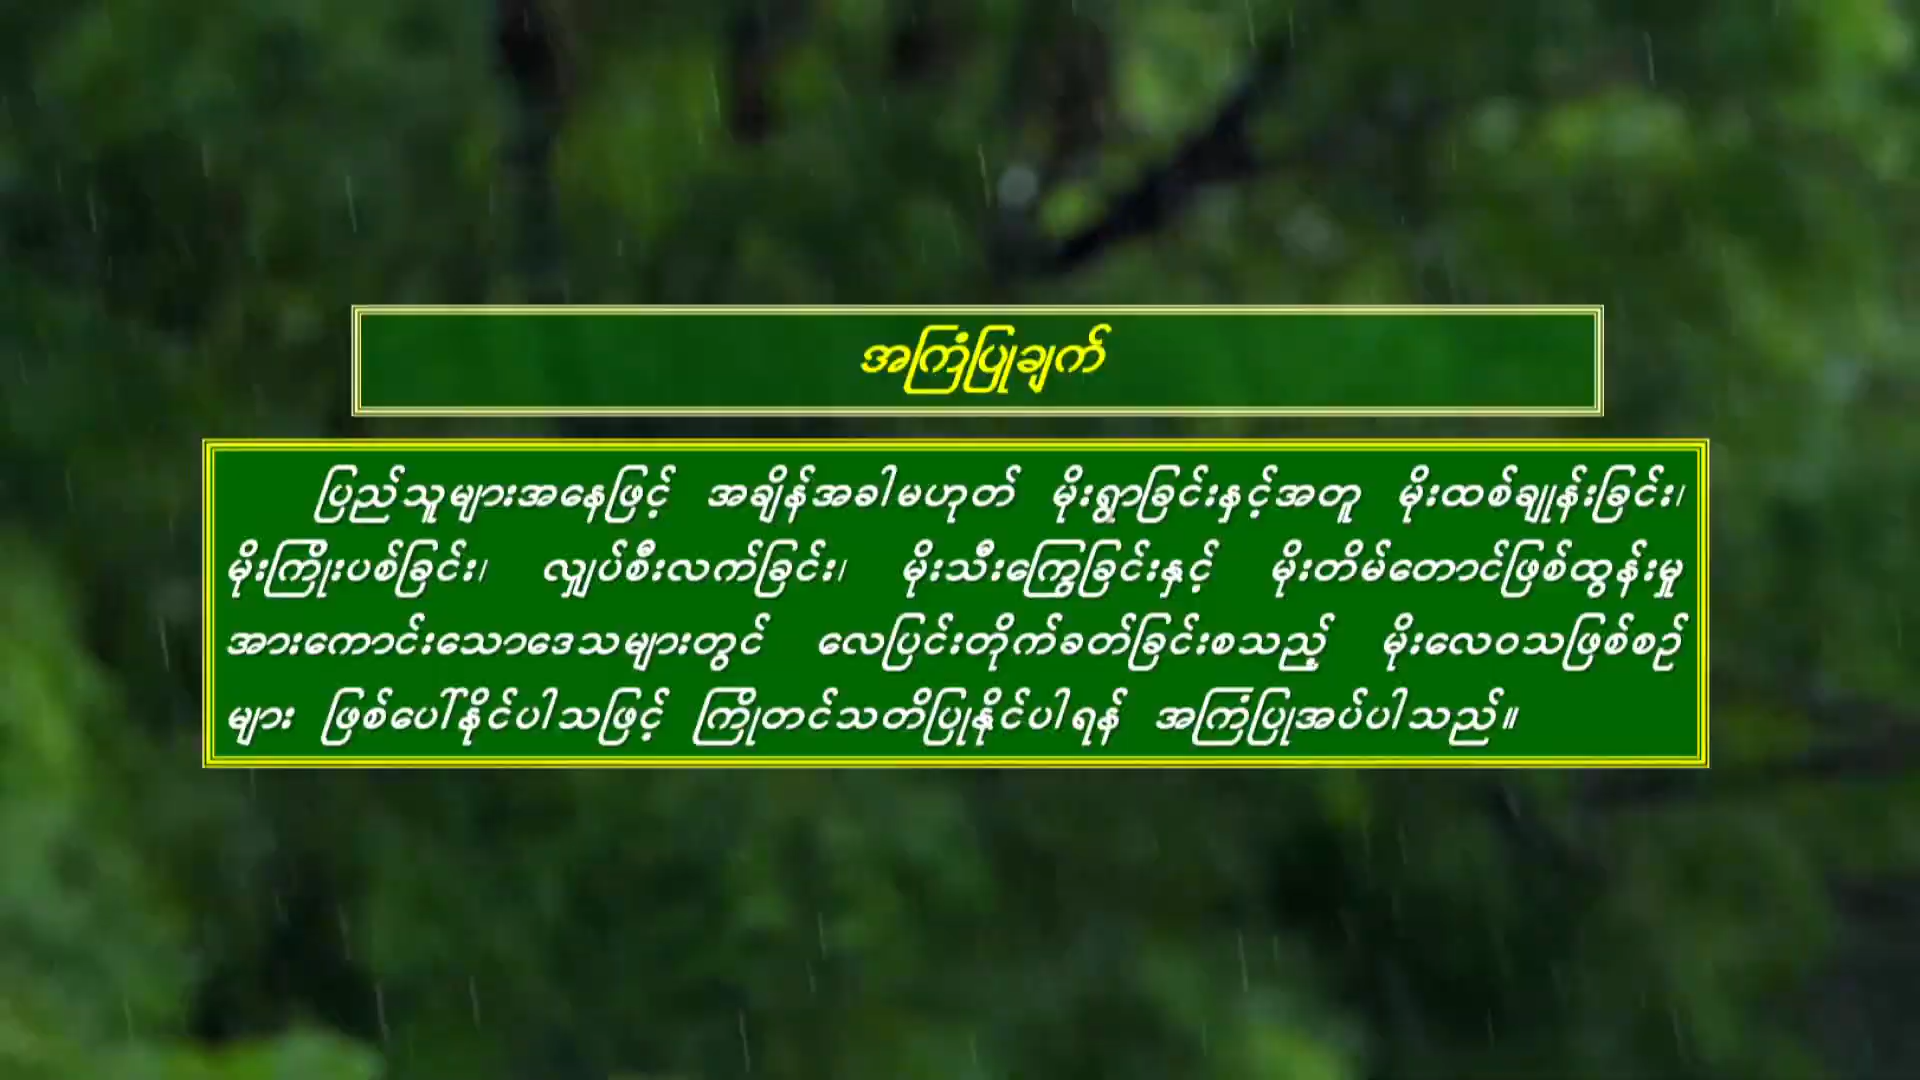 အကြံပြုချက်
ပြည်သူများအနေဖြင့် အချိန်အခါမဟုတ် မိုးရွာခြင်းနှင့်အတူ မိုးထစ်ချုန်းခြင်း၊
မိုးကြိုးပစ်ခြင်း၊ လျှပ်စီးလက်ခြင်း၊ မိုးသီးကြွေခြင်းနှင့် မိုးတိမ်တောင်ဖြစ်ထွန်းမှု
အားကောင်းသောဒေသများတွင် လေပြင်းတိုက်ခတ်ခြင်းစသည့် မိုးလေဝသဖြစ်စဉ်
များ ဖြစ်ပေါ်နိုင်ပါသဖြင့် ကြိုတင်သတိပြုနိုင်ပါရန် အကြံပြုအပ်ပါသည်။